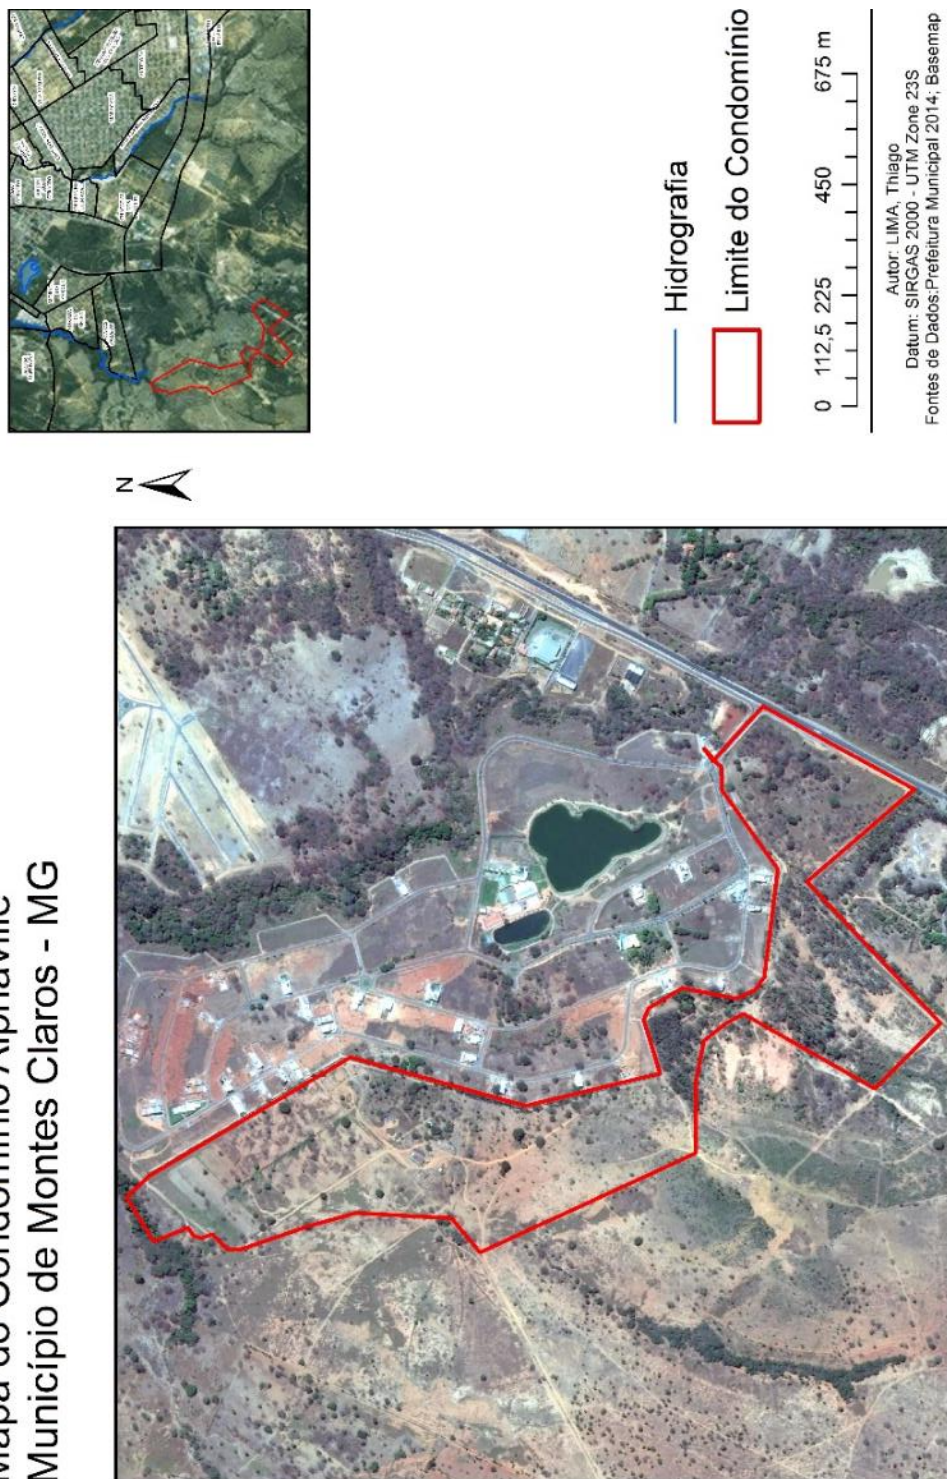 Mapa do Condomínio Alphaville
Município de Montes Claros - MG
N
Hidrografia
Limite do Condomínio
0 112,5 225 450 675 m
Autor: LIMA, Thiago
Datum: SIRGAS 2000 - UTM Zone 23S
Fontes de Dados:Prefeitura Municipal 2014; Basemap